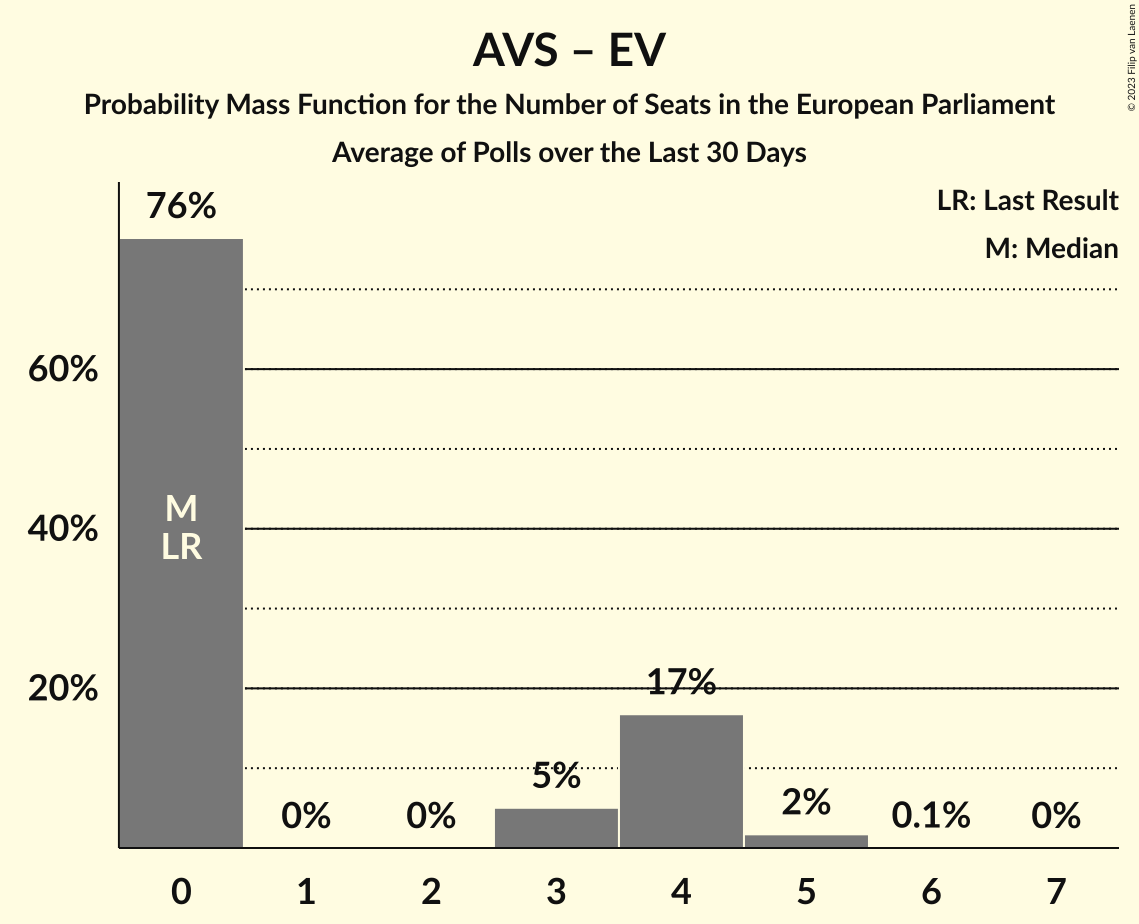 AVS – EV
Probability Mass Function for the Number of Seats in the European Parliament
Average of Polls over the Last 30 Days
© 2023 Filip van Laenen
LR: Last Result
M: Median
76%
60%
M
40%
LR
17%
20%
5%
2%
0%
0%
0.1%
0%
0 1 2 3 4 5 6 7